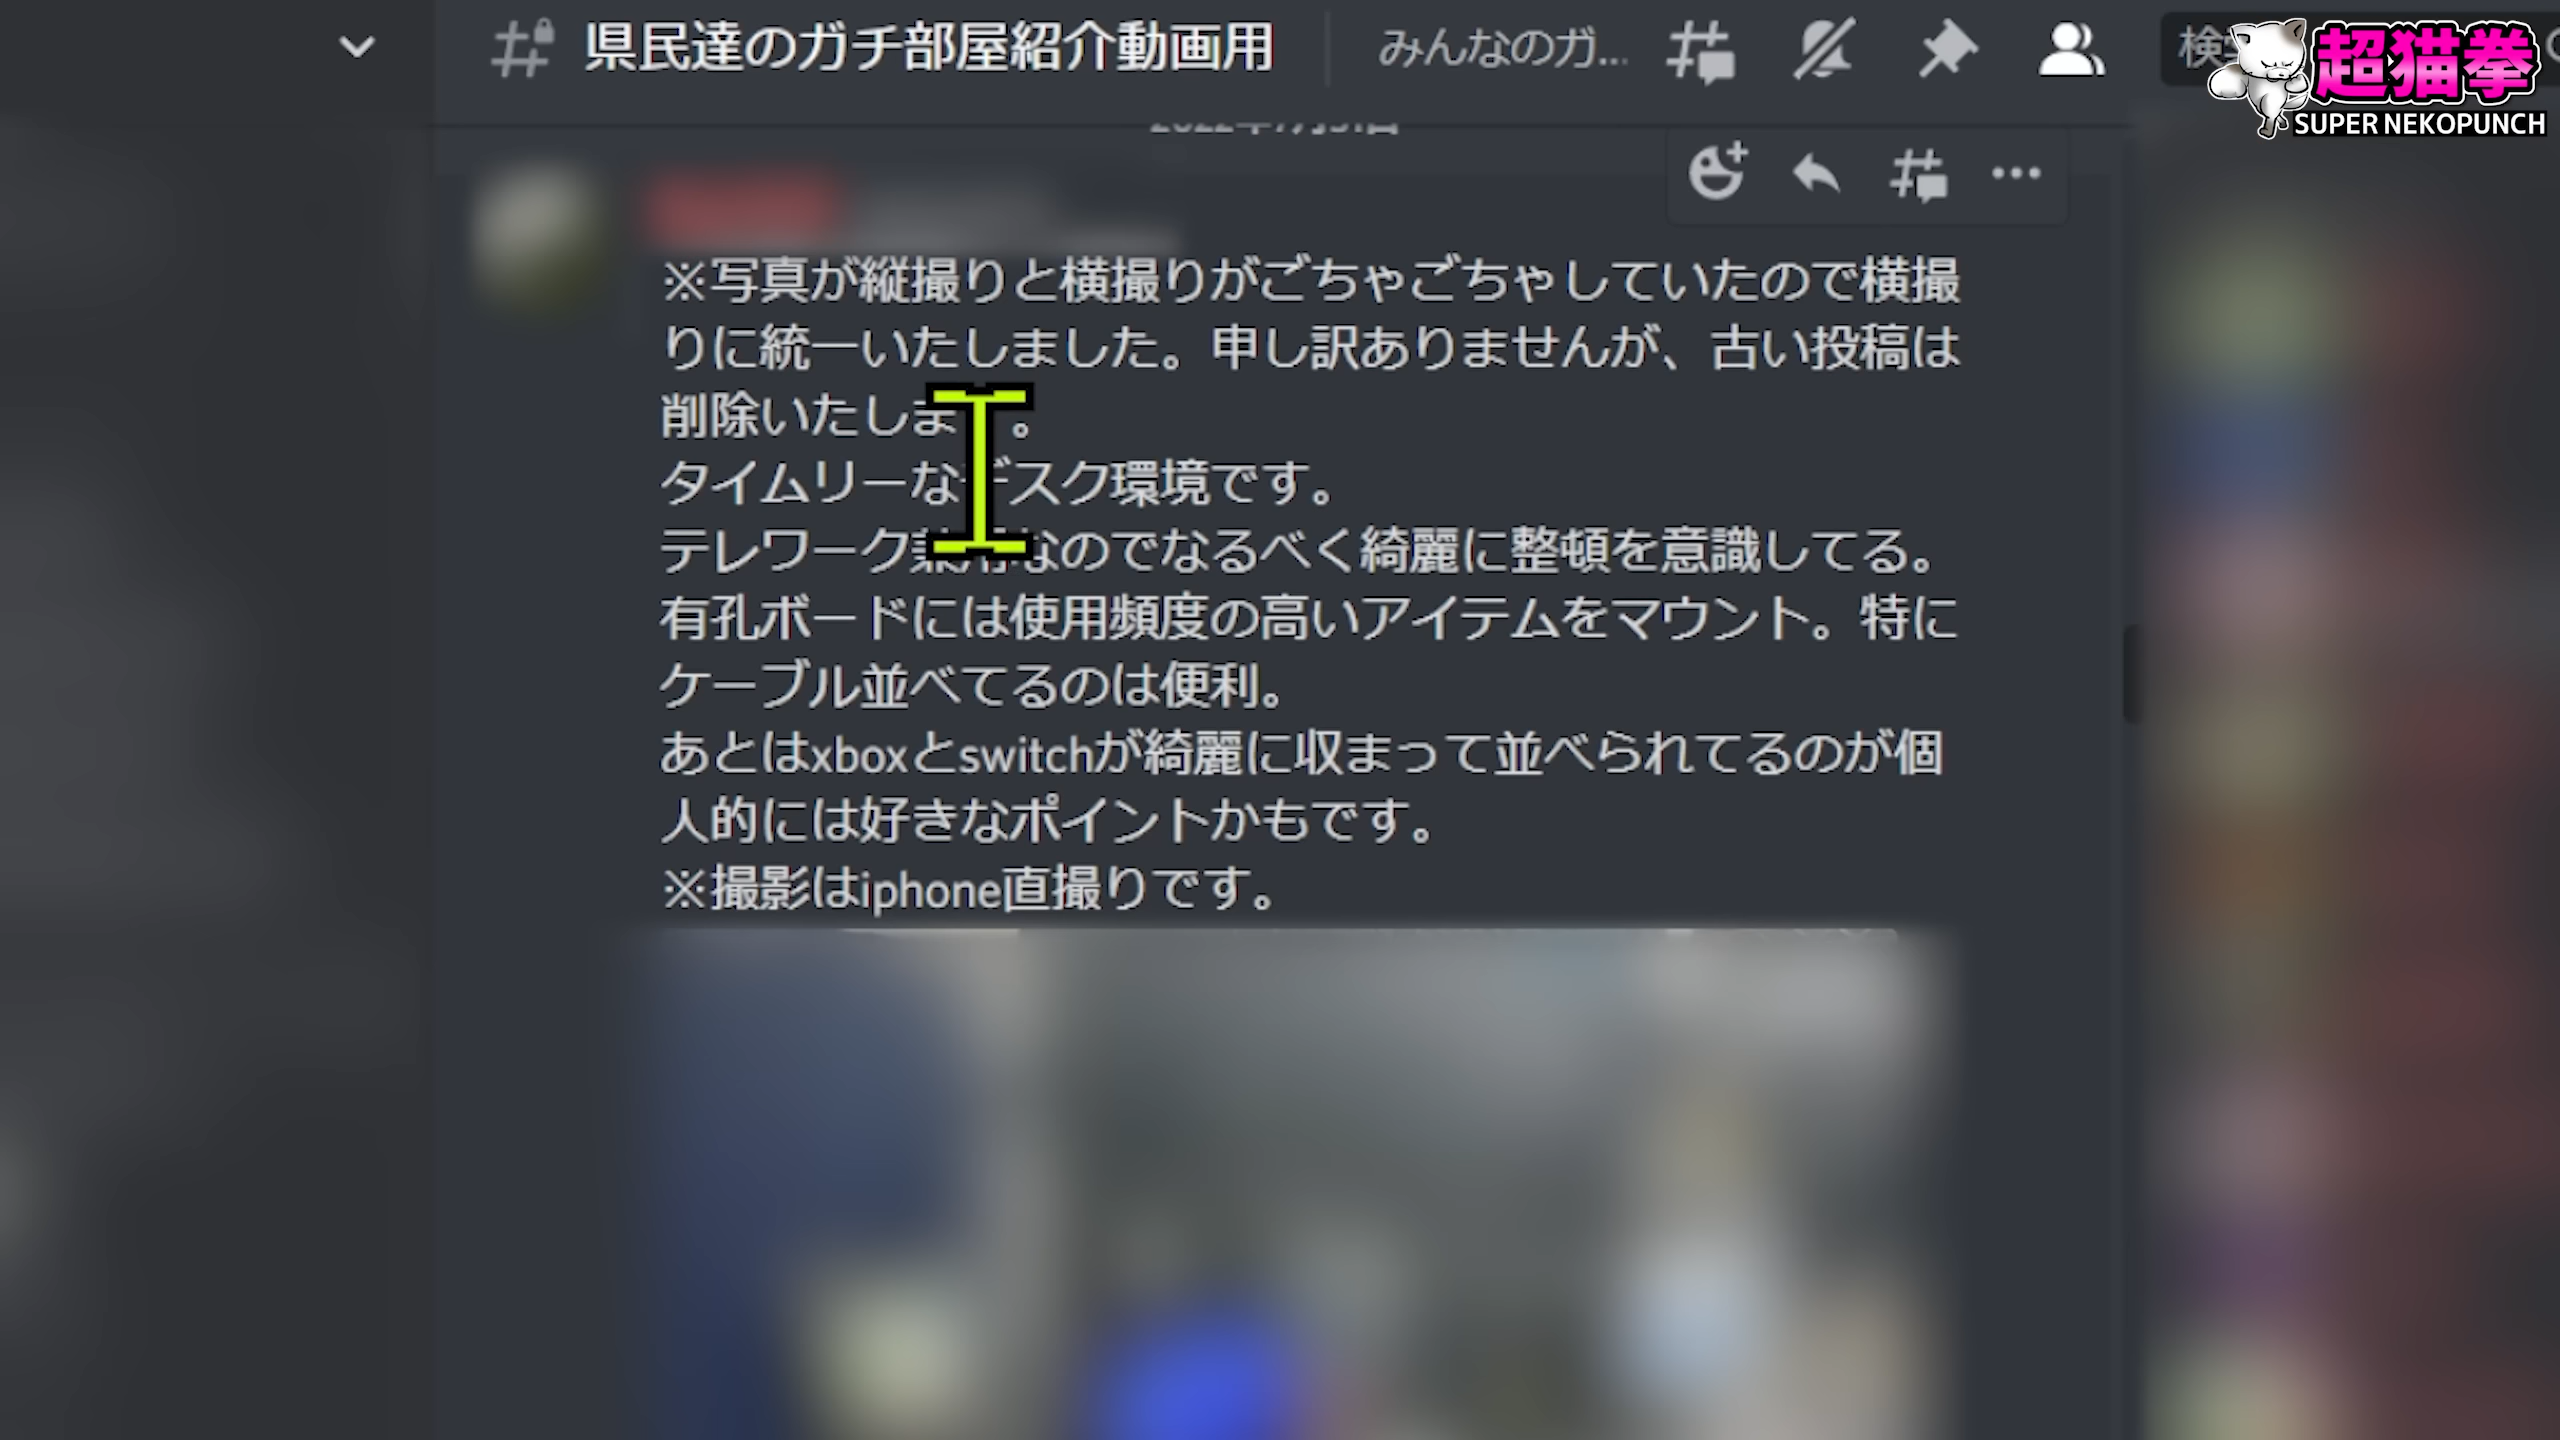 県民達のガチ部屋紹介動画用
みんなのガ...
超猫拳
SUPER NEKOPUNCH
※写真が縦撮りと横撮りがごちゃごちゃしていたので横撮
りに統一いたしました。申し訳ありませんが、古い投稿は
削除いたしま 。
タイムリーなデスク環境です。
テレワーク兼用なのでなるべく綺麗に整頓を意識してる。
有孔ボードには使用頻度の高いアイテムをマウント。特に
ケーブル並べてるのは便利。
あとはxboxとswitchが綺麗に収まって並べられてるのが個
人的には好きなポイントかもです。
※撮影はiphone直撮りです。